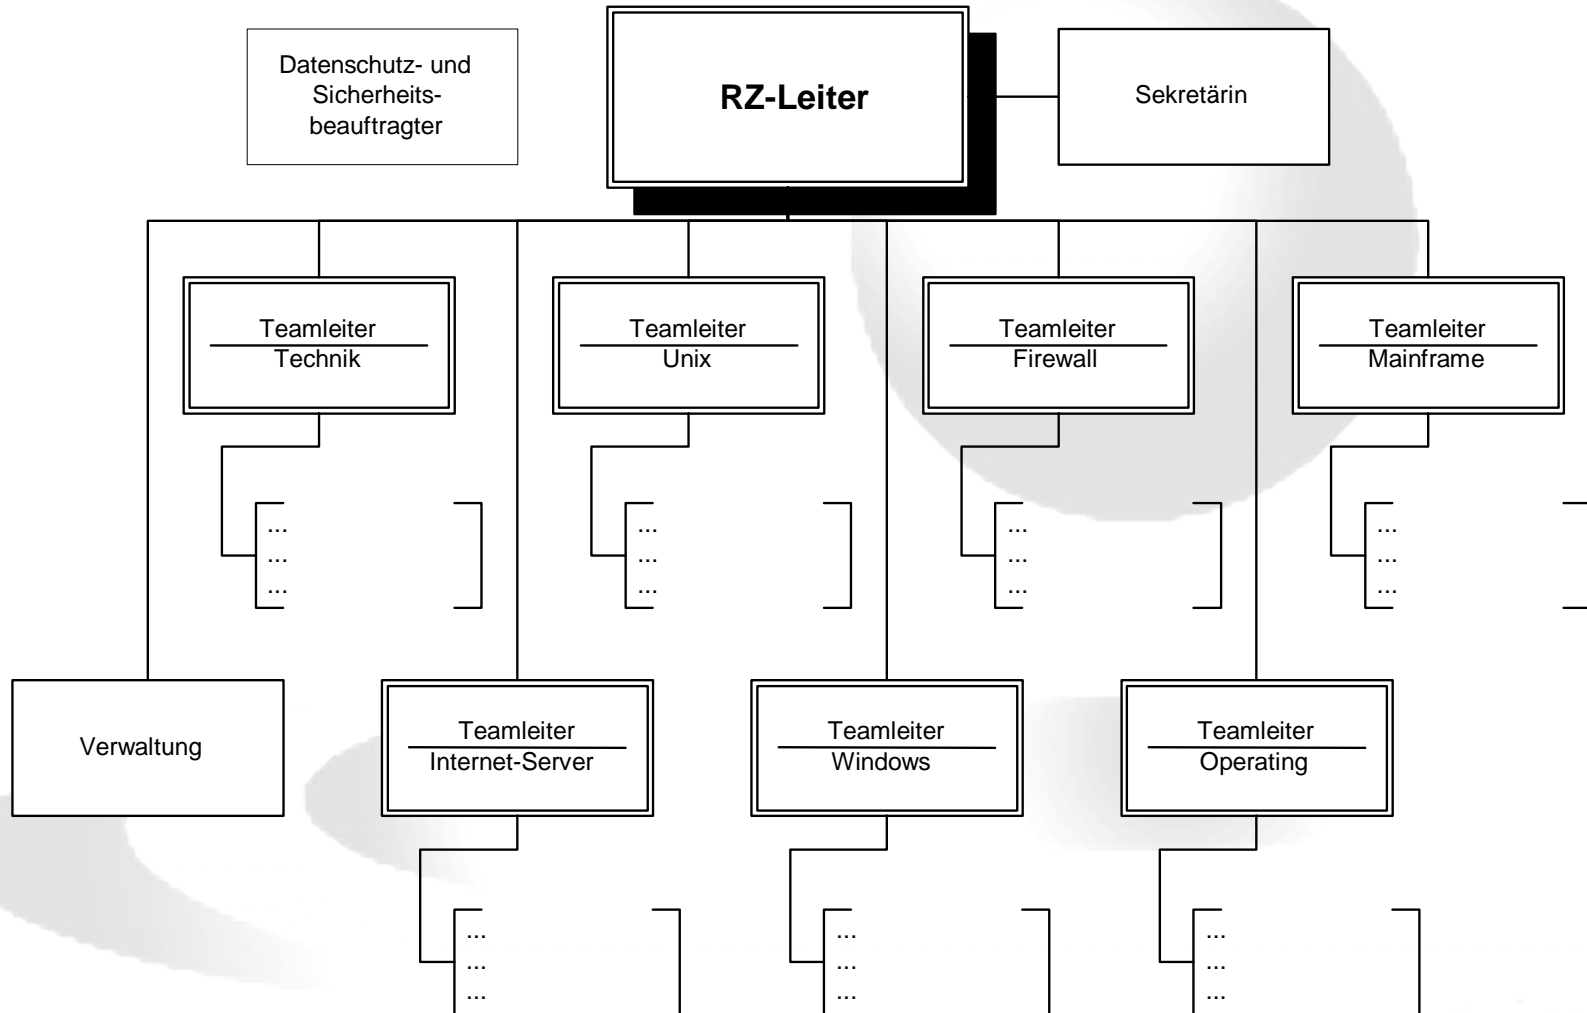 Datenschutz- und
Sicherheits-
beauftragter
RZ-Leiter
Sekretärin
Teamleiter
Technik
Teamleiter
Unix
Teamleiter
Firewall
Teamleiter
Mainframe
...
...
...
...
...
...
...
...
...
...
...
...
Verwaltung
Teamleiter
Internet-Server
Teamleiter
Windows
Teamleiter
Operating
...
...
...
...
...
...
...
...
...